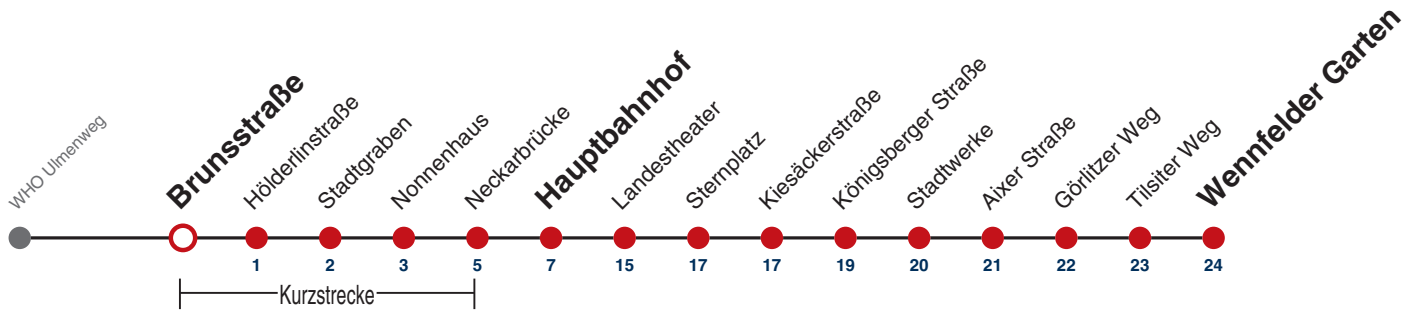 WHO Ulmenweg
Brunsstraße
Hölderlinstraße
Stadtgraben
Nonnenhaus
Neckarbrücke
Hauptbahnhof
Landestheater
Sternplatz
Kiesäckerstraße
Königsberger Straße
Stadtwerke
Aixer Straße
Görlitzer Weg
Tilsiter Weg
Wennfelder Garten
1 2 3 5 7 15 17 17 19 20 21 22 23 24
Kurzstrecke